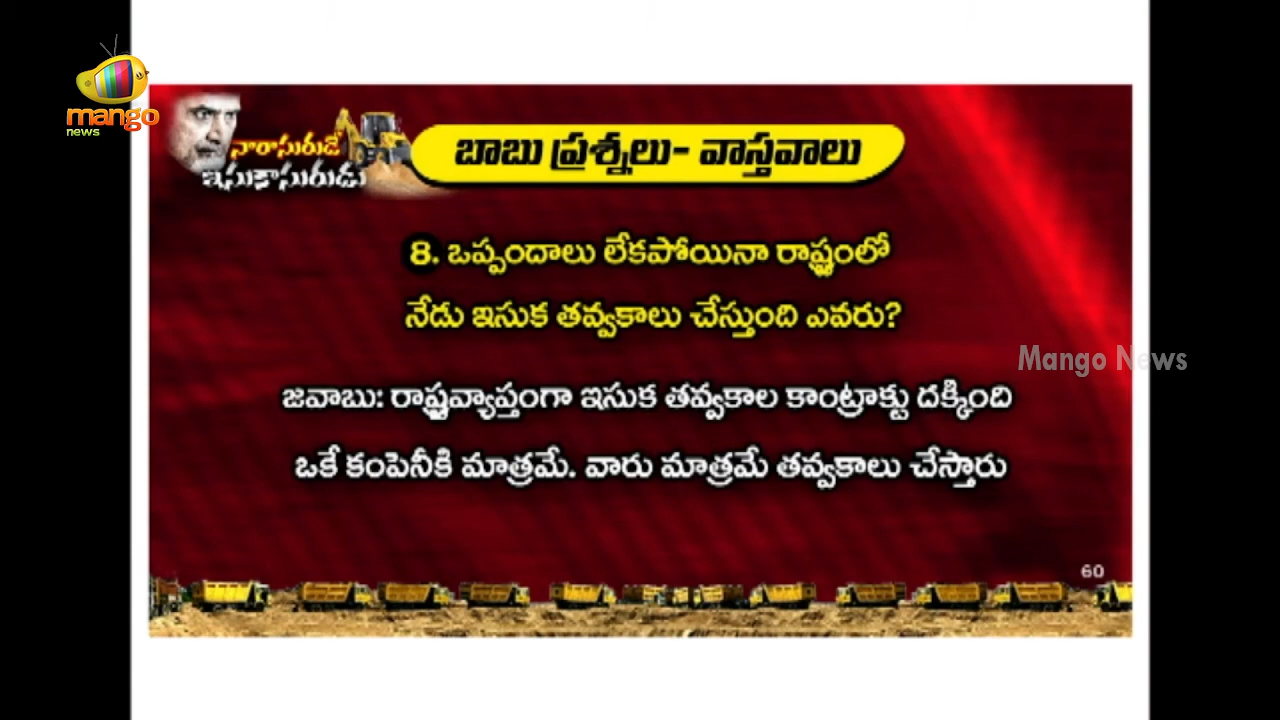 mango
news
నారాసురుడే
ఇసుకాసురుడు
బాబు ప్రశ్నలు- వాస్తవాలు
8. ఒప్పందాలు లేకపోయినా రాష్ట్రంలో
నేడు ఇసుక తవ్వకాలు చేస్తుంది ఎవరు?
Mango News
జవాబు: రాష్ట్రవ్యాప్తంగా ఇసుక తవ్వకాల కాంట్రాక్టు దక్కింది
ఒకే కంపెనీకి మాత్రమే. వారు మాత్రమే తవ్వకాలు చేస్తారు
60